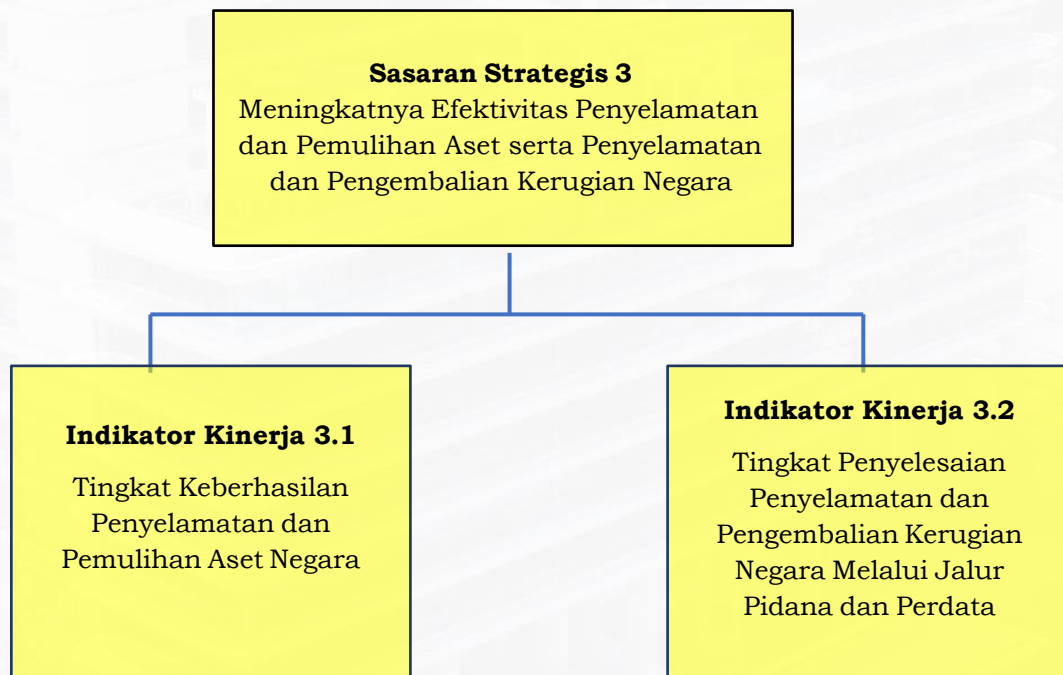 Sasaran Strategis 3
Meningkatnya Efektivitas Penyelamatan
dan Pemulihan Aset serta Penyelamatan
dan Pengembalian Kerugian Negara
Indikator Kinerja 3.1
Tingkat Keberhasilan
Penyelamatan dan
Pemulihan Aset Negara
Indikator Kinerja 3.2
Tingkat Penyelesaian
Penyelamatan dan
Pengembalian Kerugian
Negara Melalui Jalur
Pidana dan Perdata